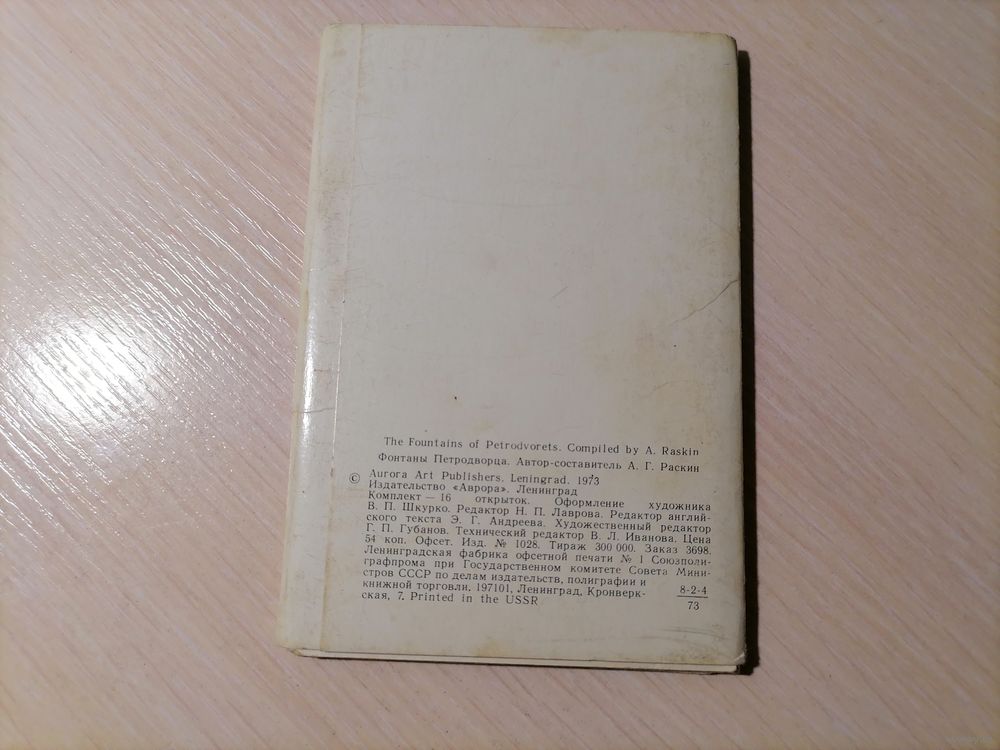 The Fountains of Petrodvorets. Compiled by A. Raskin
Фонтаны Петродворца. Автор-составитель А. Г. Раскин
© Aurora Art Publishers. Leningrad. 1973
Издательство «Аврора». Ленинград
Комплект — 16 открыток. Оформление художника
В. П. Шкурко. Редактор Н. П. Лаврова. Редактор англий-
ского текста Э. Г. Андреева. Художественный редактор
Г. П. Губанов. Технический редактор В. Л. Иванова. Цена
54 коп. Офсет. Изд. № 1028. Тираж 300 000. Заказ 3698.
Ленинградская фабрика офсетной печати № 1 Союзполи-
графпрома при Государственном комитете Совета Мини-
стров СССР по делам издательств, полиграфии и
книжной торговли. 197101, Ленинград, Кронверк-
ская, 7. Printed in the USSR
8-2-4
73